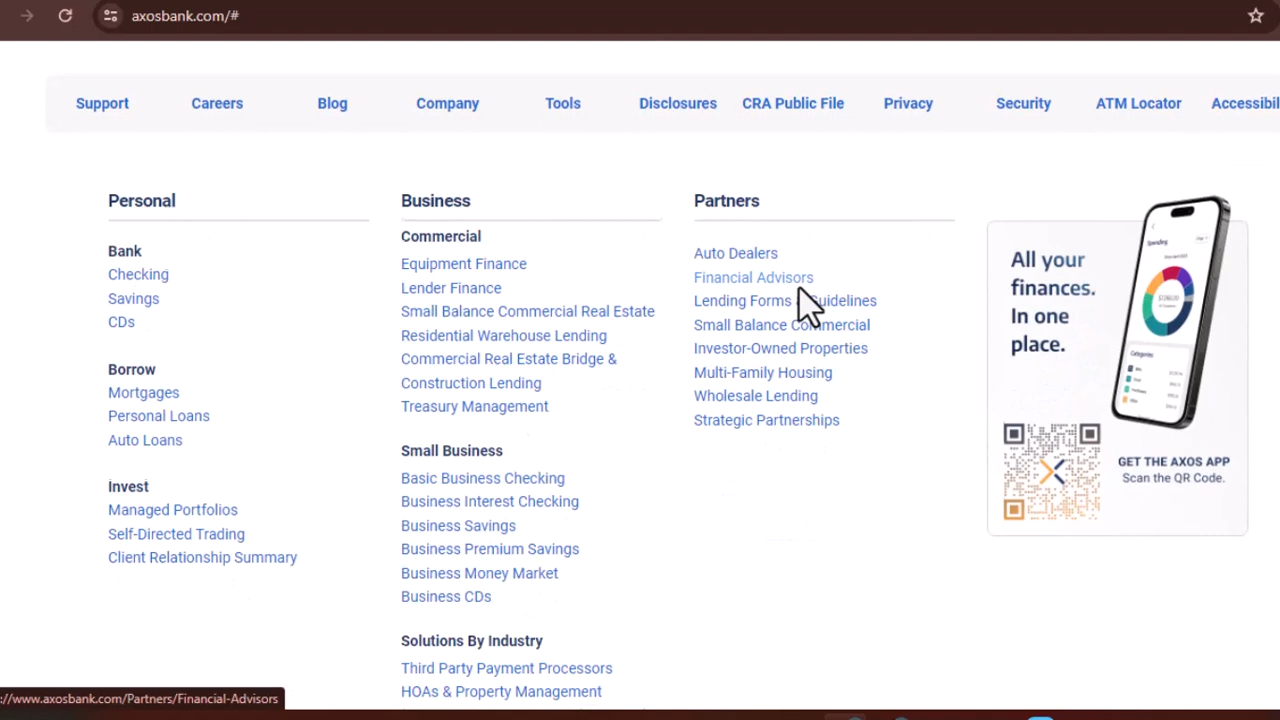 axosbank.com/#
Support Careers Blog Company Tools Disclosures CRA Public File Privacy Security ATM Locator Accessibil
Personal
Bank
Checking
Savings
CDs
Borrow
Mortgages
Personal Loans
Auto Loans
Invest
Managed Portfolios
Self-Directed Trading
Client Relationship Summary
Business
Commercial
Equipment Finance
Lender Finance
Small Balance Commercial Real Estate
Residential Warehouse Lending
Commercial Real Estate Bridge &
Construction Lending
Treasury Management
Small Business
Basic Business Checking
Business Interest Checking
Business Savings
Business Premium Savings
Business Money Market
Business CDs
Solutions By Industry
Third Party Payment Processors
HOAs & Property Management
Partners
Auto Dealers
Financial Advisors
Lending Forms Guidelines
Small Balance Commercial
Investor-Owned Properties
Multi-Family Housing
Wholesale Lending
Strategic Partnerships
All your
finances.
In one
place.
Spending
Categories
GET THE AXOS APP
Scan the QR Code.
://www.axosbank.com/Partners/Financial-Advisors